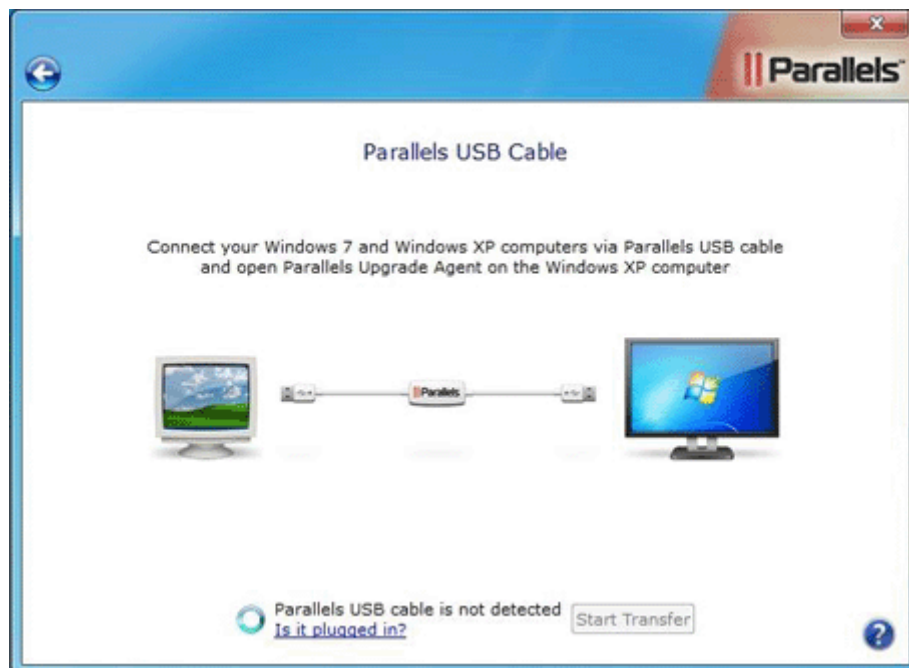 Parallels™
Parallels USB Cable
Connect your Windows 7 and Windows XP computers via Parallels USB cable
and open Parallels Upgrade Agent on the Windows XP computer
Parallels
Parallels USB cable is not detected
Is it plugged in?
Start Transfer
?